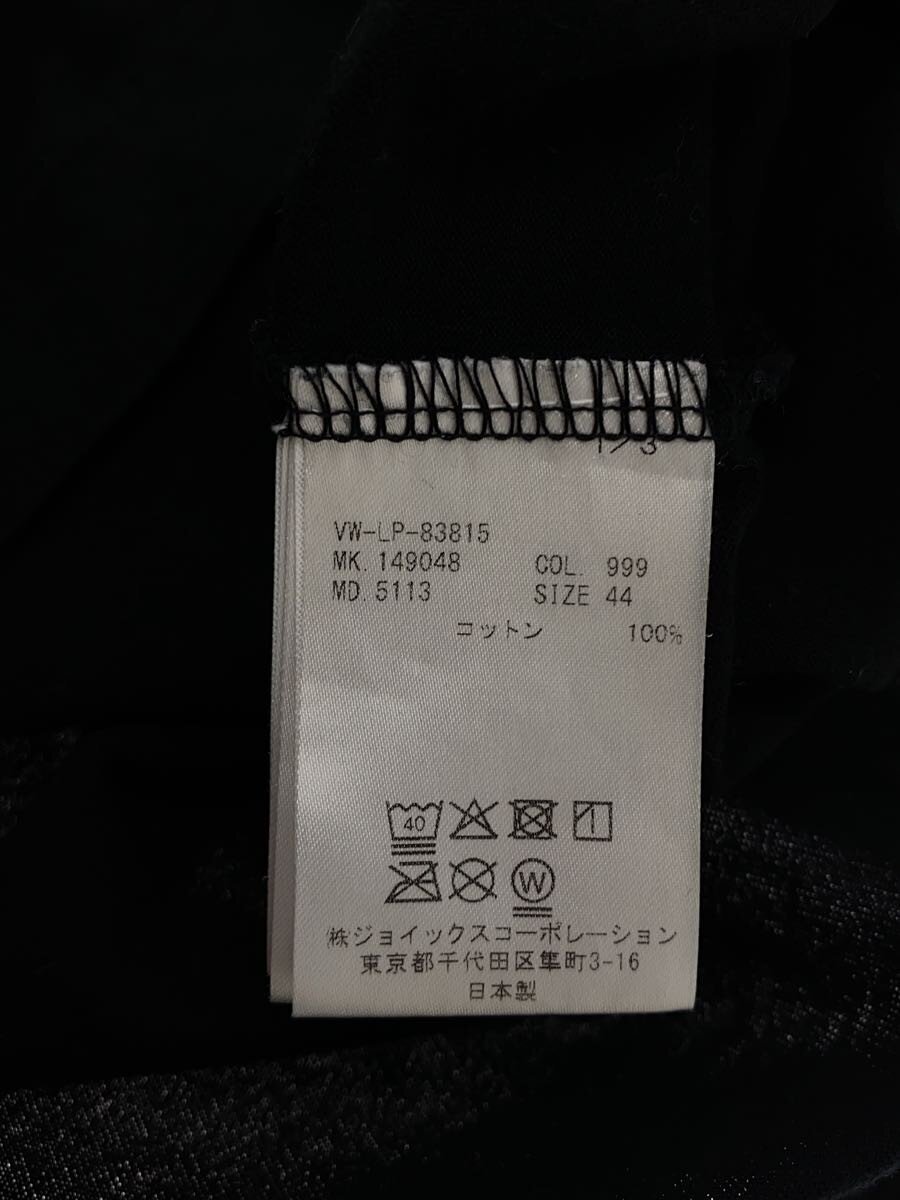 1/3
VW-LP-83815
MK. 149048 COL. 999
MD. 5113 SIZE 44
コットン 100%
40
W
㈱ジョイックスコーポレーション
東京都千代田区隼町3-16
日本製